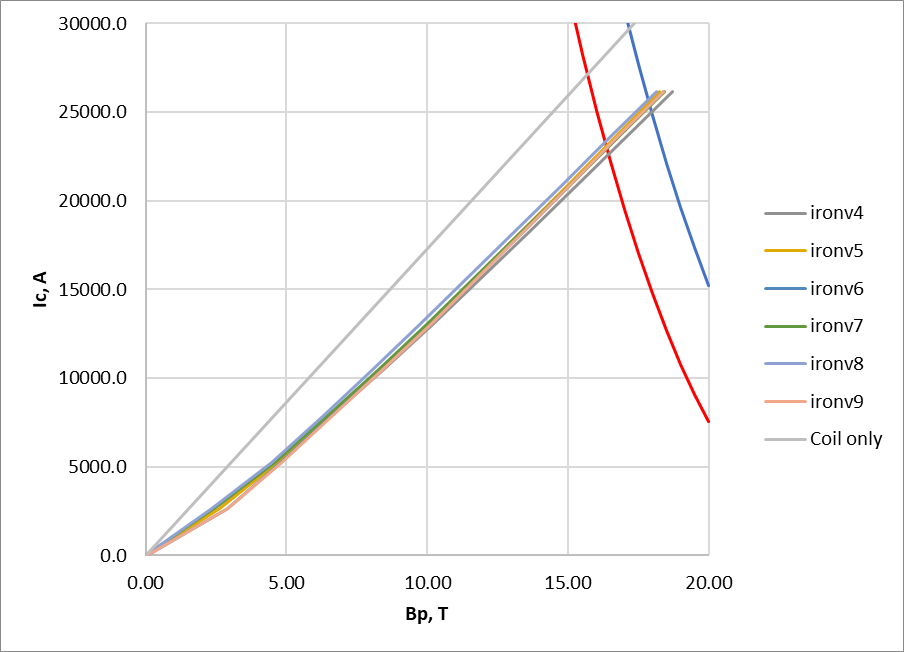 30000.0
25000.0
20000.0
15000.0
10000.0
5000.0
0.0
Ic, A
0.00 5.00 10.00 15.00 20.00
Bp, T
ironv4
ironv5
ironv6
ironv7
ironv8
ironv9
Coil only